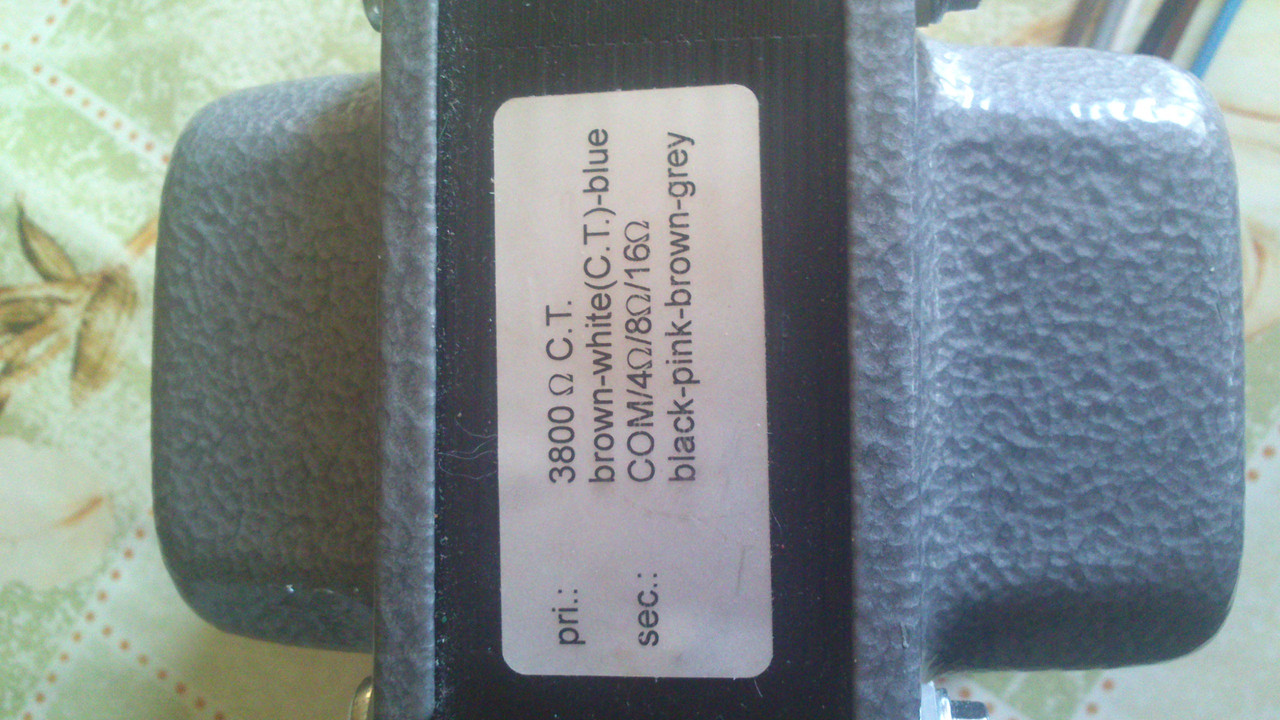 pri.: 3800 Ω C.T.
brown-white(C.T.)-blue
sec.: COM/4Ω/8Ω/16Ω
black-pink-brown-grey